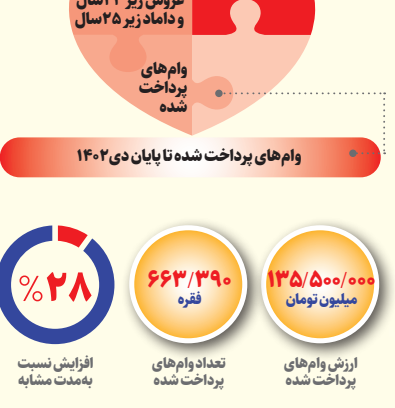 و داماد زیر ۲۵ سال
وام‌های
پرداخت
شده
وام‌های پرداخت شده تا پایان دی ۱۴۰۲
۱۳۵/۵۰۰/۰۰۰
میلیون تومان
ارزش وام‌های
پرداخت شده
۶۶۳/۳۹۰
فقره
تعداد وام‌های
پرداخت شده
۲۸%
افزایش نسبت
به‌مدت مشابه